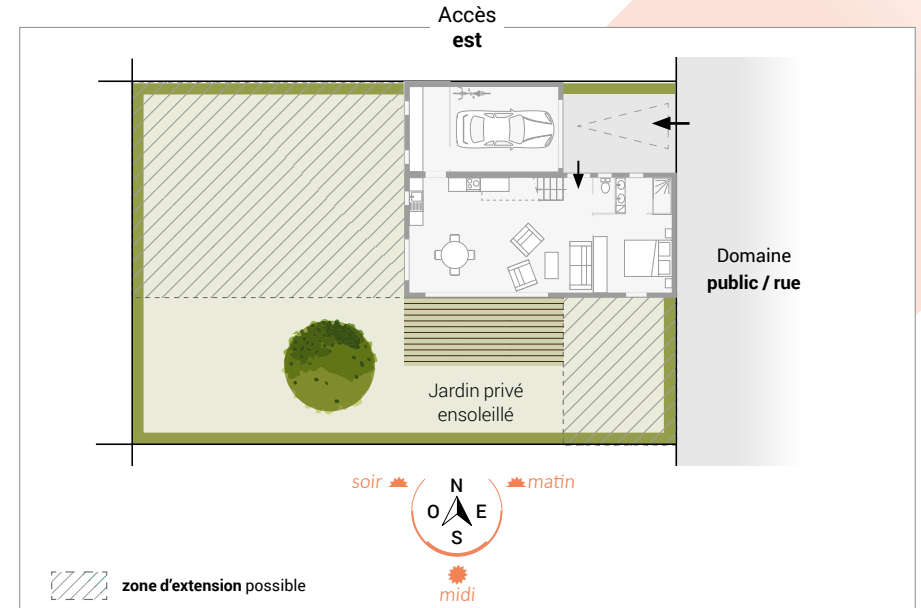 Accès
est
Domaine
public / rue
Jardin privé
ensoleillé
soir
matin
N
O E
S
midi
zone d'extension possible